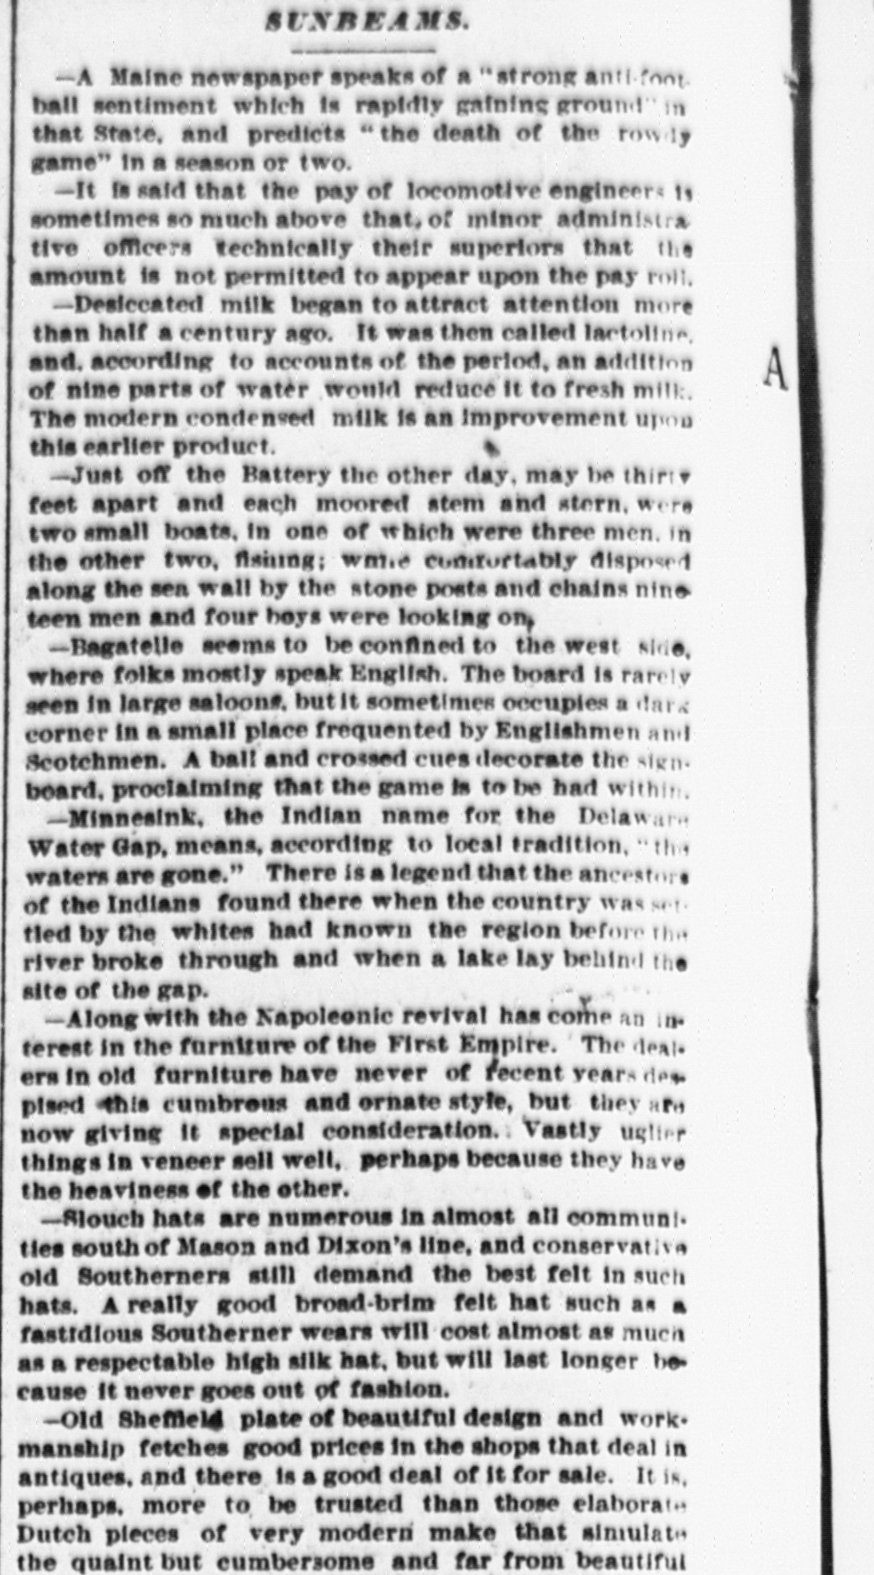 SUNBEAMS.
—A Maine newspaper speaks of a "strong anti-foot-
ball sentiment which is rapidly gaining ground" in
that State, and predicts "the death of the rowdy
game" in a season or two.
—It is said that the pay of locomotive engineers is
sometimes so much above that of minor administra
tive officers technically their superiors that the
amount is not permitted to appear upon the pay roll.
—Desiccated milk began to attract attention more
than half a century ago. It was then called lactoline,
and, according to accounts of the period, an addition
of nine parts of water would reduce it to fresh milk.
The modern condensed milk is an improvement upon
this earlier product.
—Just off the Battery the other day, may be thirty
feet apart and each moored stem and stern, were
two small boats, in one of which were three men, in
the other two, fishing; while comfortably disposed
along the sea wall by the stone posts and chains nine-
teen men and four boys were looking on.
—Bagatelle seems to be confined to the west side,
where folks mostly speak English. The board is rarely
seen in large saloons, but it sometimes occupies a dark
corner in a small place frequented by Englishmen and
Scotchmen. A ball and crossed cues decorate the sign-
board, proclaiming that the game is to be had within.
—Minnesink, the Indian name for the Delaware
Water Gap, means, according to local tradition, "the
waters are gone." There is a legend that the ancestors
of the Indians found there when the country was set-
tled by the whites had known the region before the
river broke through and when a lake lay behind the
site of the gap.
—Along with the Napoleonic revival has come an in-
terest in the furniture of the First Empire. The deal-
ers in old furniture have never of recent years des-
pised this cumbrous and ornate style, but they are
now giving it special consideration. Vastly uglier
things in veneer sell well, perhaps because they have
the heaviness of the other.
—Slouch hats are numerous in almost all communi-
ties south of Mason and Dixon's line, and conservative
old Southerners still demand the best felt in such
hats. A really good broad-brim felt hat such as a
fastidious Southerner wears will cost almost as much
as a respectable high silk hat, but will last longer be-
cause it never goes out of fashion.
—Old Sheffield plate of beautiful design and work-
manship fetches good prices in the shops that deal in
antiques, and there is a good deal of it for sale. It is,
perhaps, more to be trusted than those elaborate
Dutch pieces of very modern make that simulate
the quaint but cumbersome and far from beautiful
A